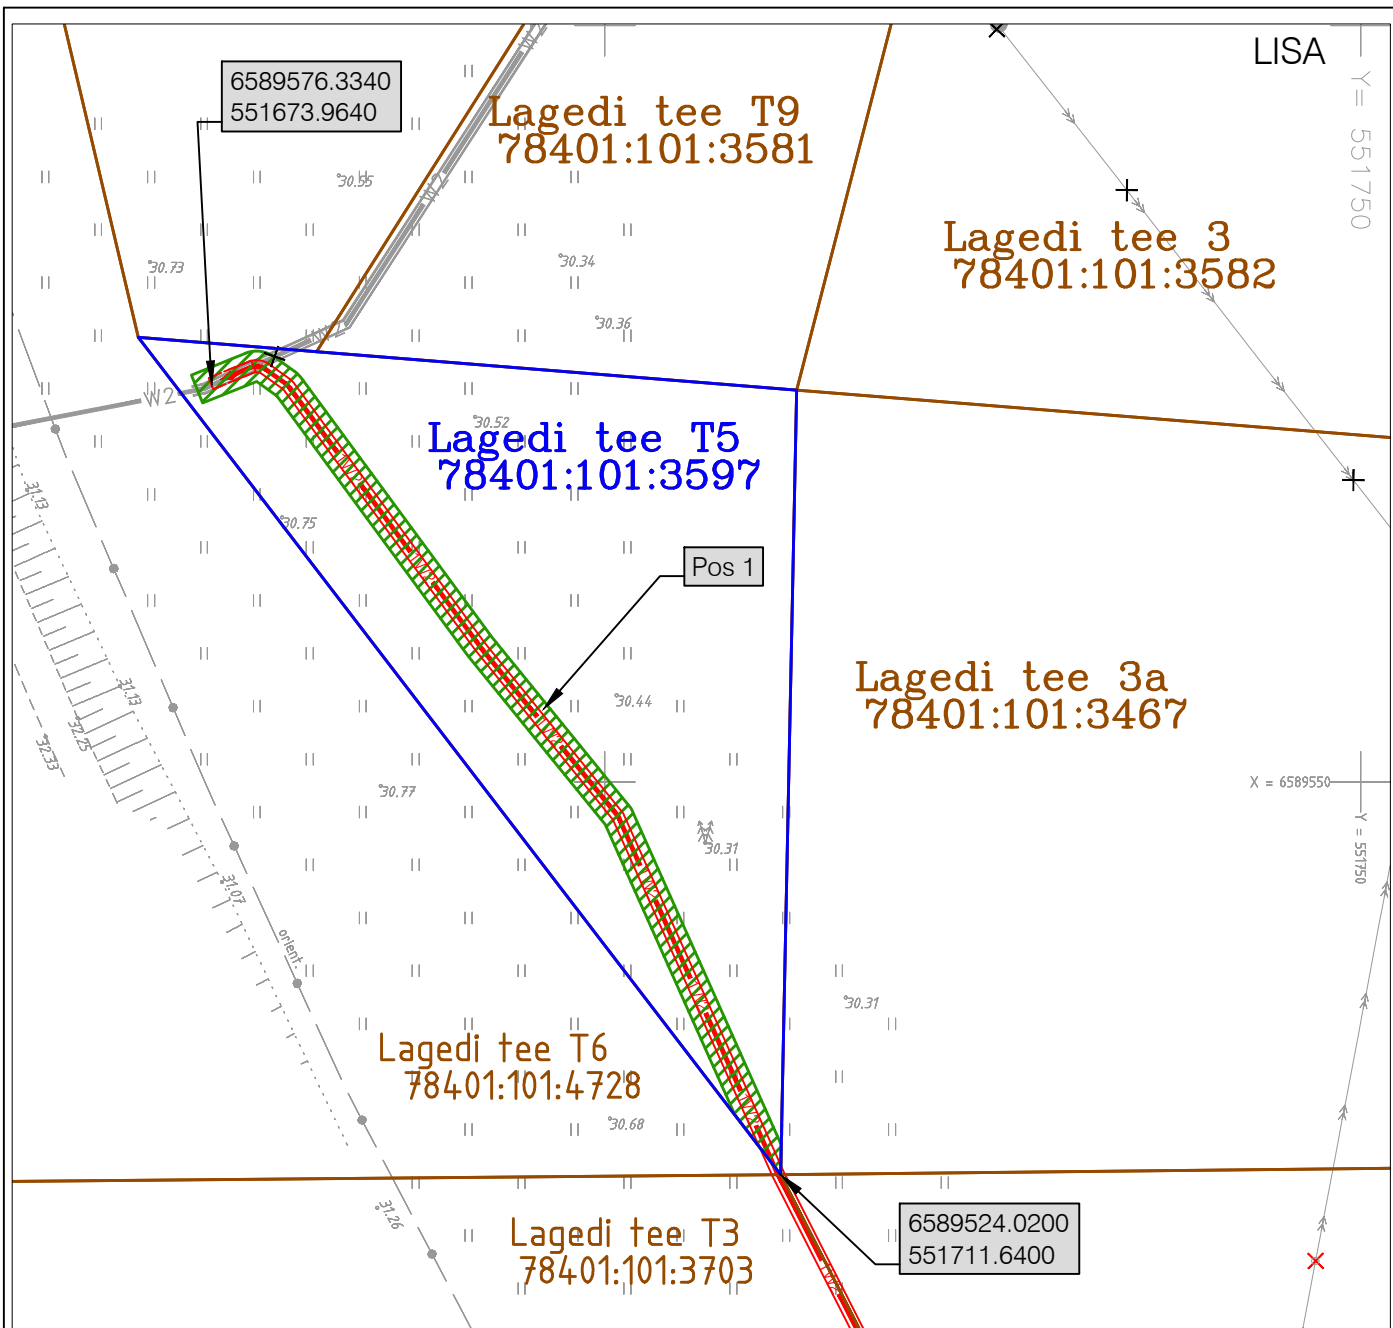 LISA
6589576.3340
551673.9640
Y= 551750
Lagedi tee T9
78401:101:3581
W2
30.55
30.73
30.34
30.36
Lagedi tee 3
78401:101:3582
W2
W2
30.52
Lagedi tee T5
78401:101:3597
31.13
30.75
Pos 1
Lagedi tee 3a
78401:101:3467
31.13
32.25
32.33
30.44
30.77
X = 6589550
Y = 551750
30.31
31.07
orient.
30.31
Lagedi tee T6
78401:101:4728
30.68
31.26
6589524.0200
551711.6400
Lagedi tee T3
78401:101:3703